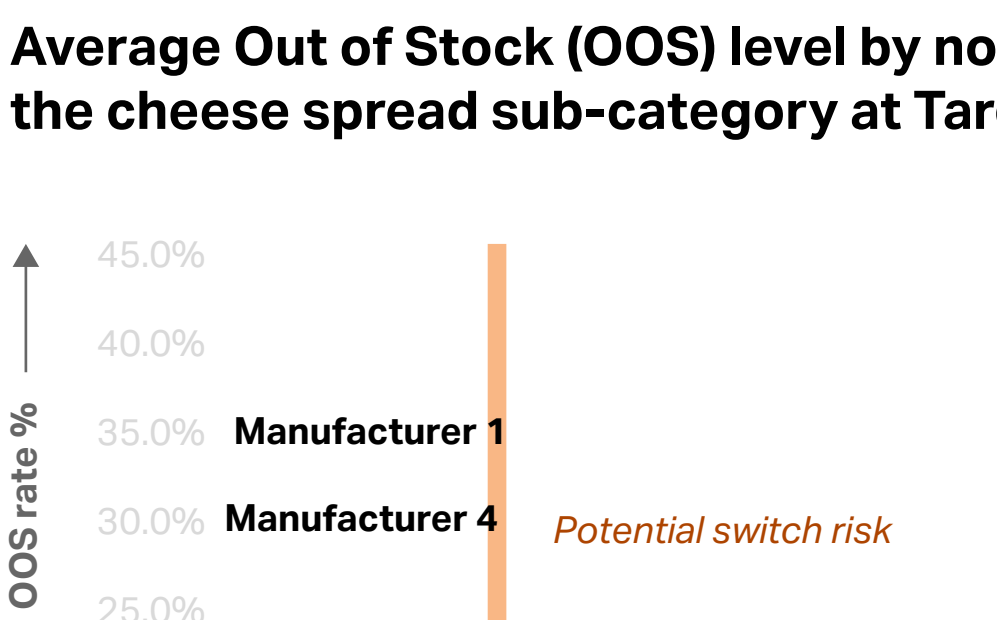 Average Out of Stock (OOS) level by no
the cheese spread sub-category at
45.0%
40.0%
35.0% Manufacturer 1
30.0% Manufacturer 4
Potential switch risk
25.0%
OOS rate %